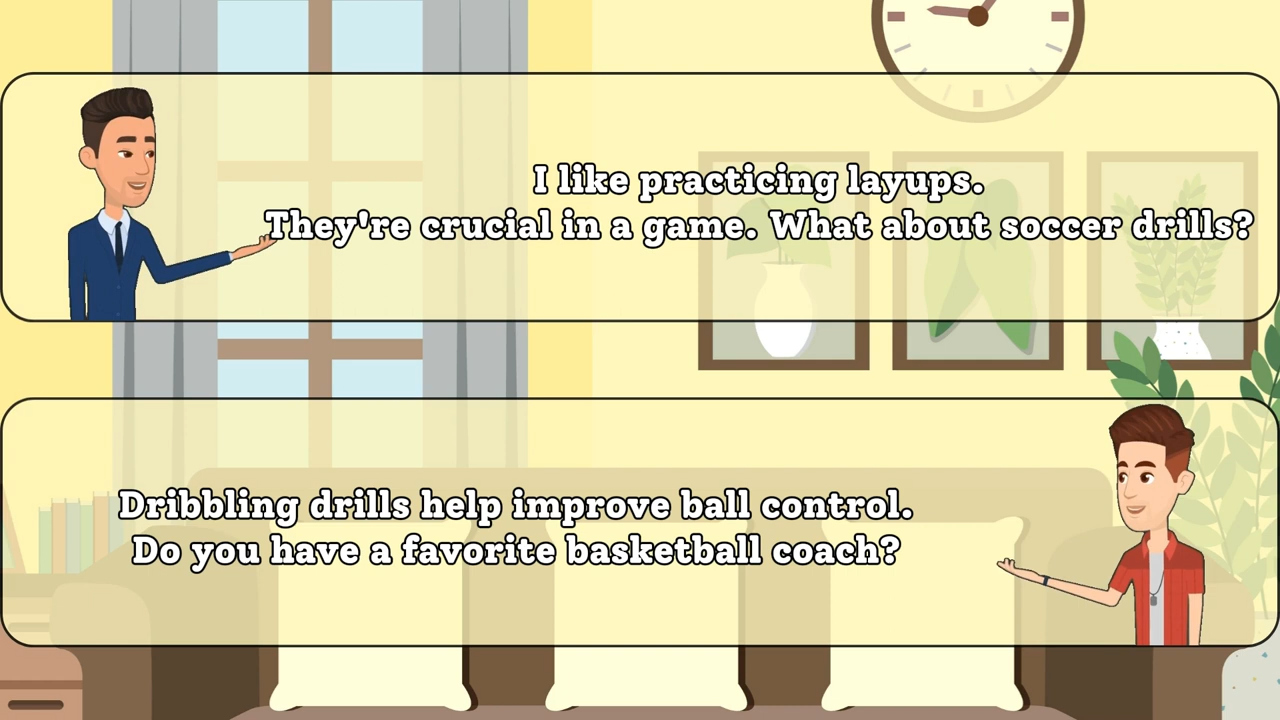 I like practicing layups.
They're crucial in a game. What about soccer drills?
Dribbling drills help improve ball control.
Do you have a favorite basketball coach?